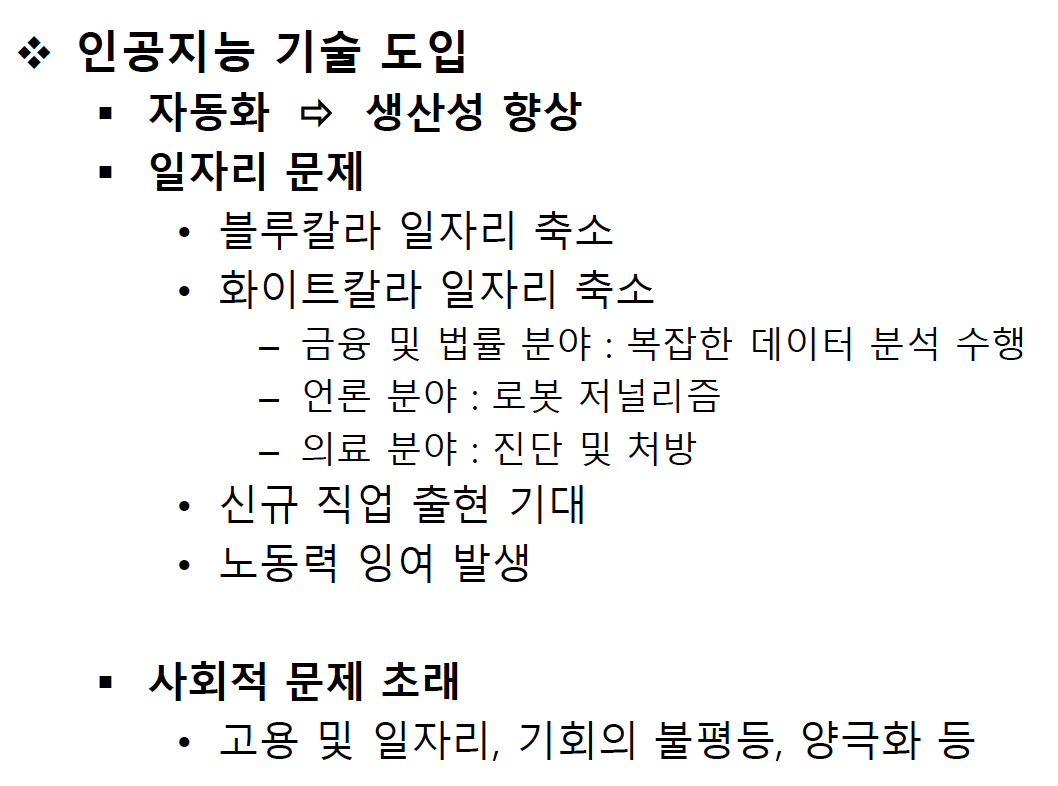 ❖ 인공지능 기술 도입
▪ 자동화 ⇨ 생산성 향상
▪ 일자리 문제
• 블루칼라 일자리 축소
• 화이트칼라 일자리 축소
– 금융 및 법률 분야 : 복잡한 데이터 분석 수행
– 언론 분야 : 로봇 저널리즘
– 의료 분야 : 진단 및 처방
• 신규 직업 출현 기대
• 노동력 잉여 발생
▪ 사회적 문제 초래
• 고용 및 일자리, 기회의 불평등, 양극화 등